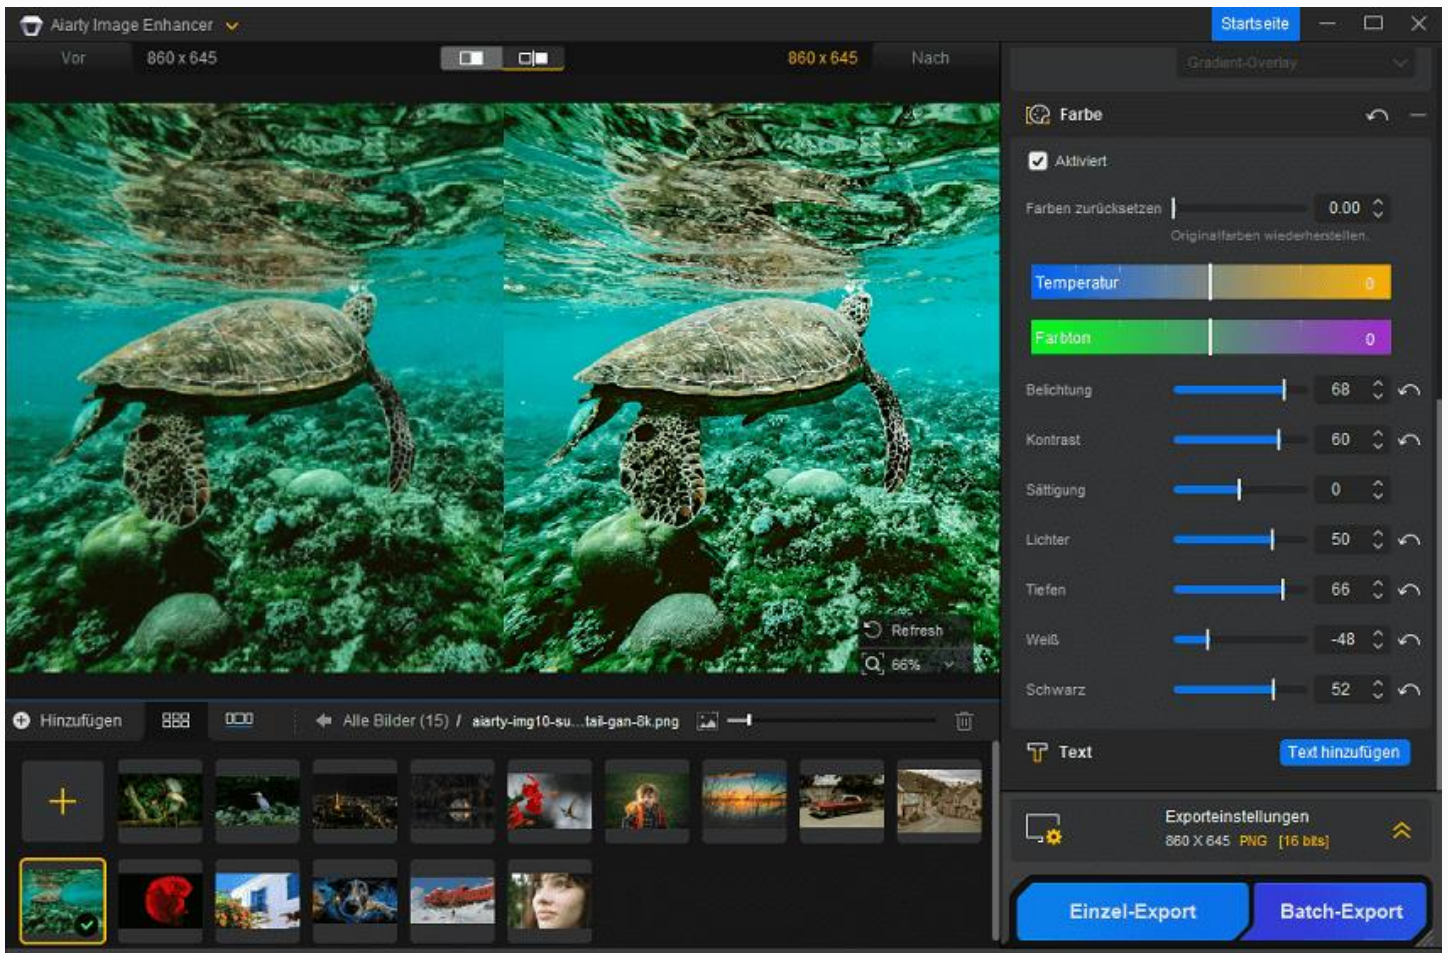 Aiarty Image Enhancer
Startseite
Vor
860 x 645
860 x 645
Nach
Gradient-Overlay
Farbe
Aktiviert
Farben zurücksetzen
0.00
Originalfarben wiederherstellen.
Temperatur
0
Farbton
0
Belichtung
68
Kontrast
60
Sättigung
0
Lichter
50
Tiefen
66
Weiß
-48
Schwarz
52
Refresh
66%
Hinzufügen
Alle Bilder (15) / aiarty-img10-su...tail-gan-8k.png
Text
Text hinzufügen
Exporteinstellungen
860 X 645 PNG [16 bits]
Einzel-Export
Batch-Export